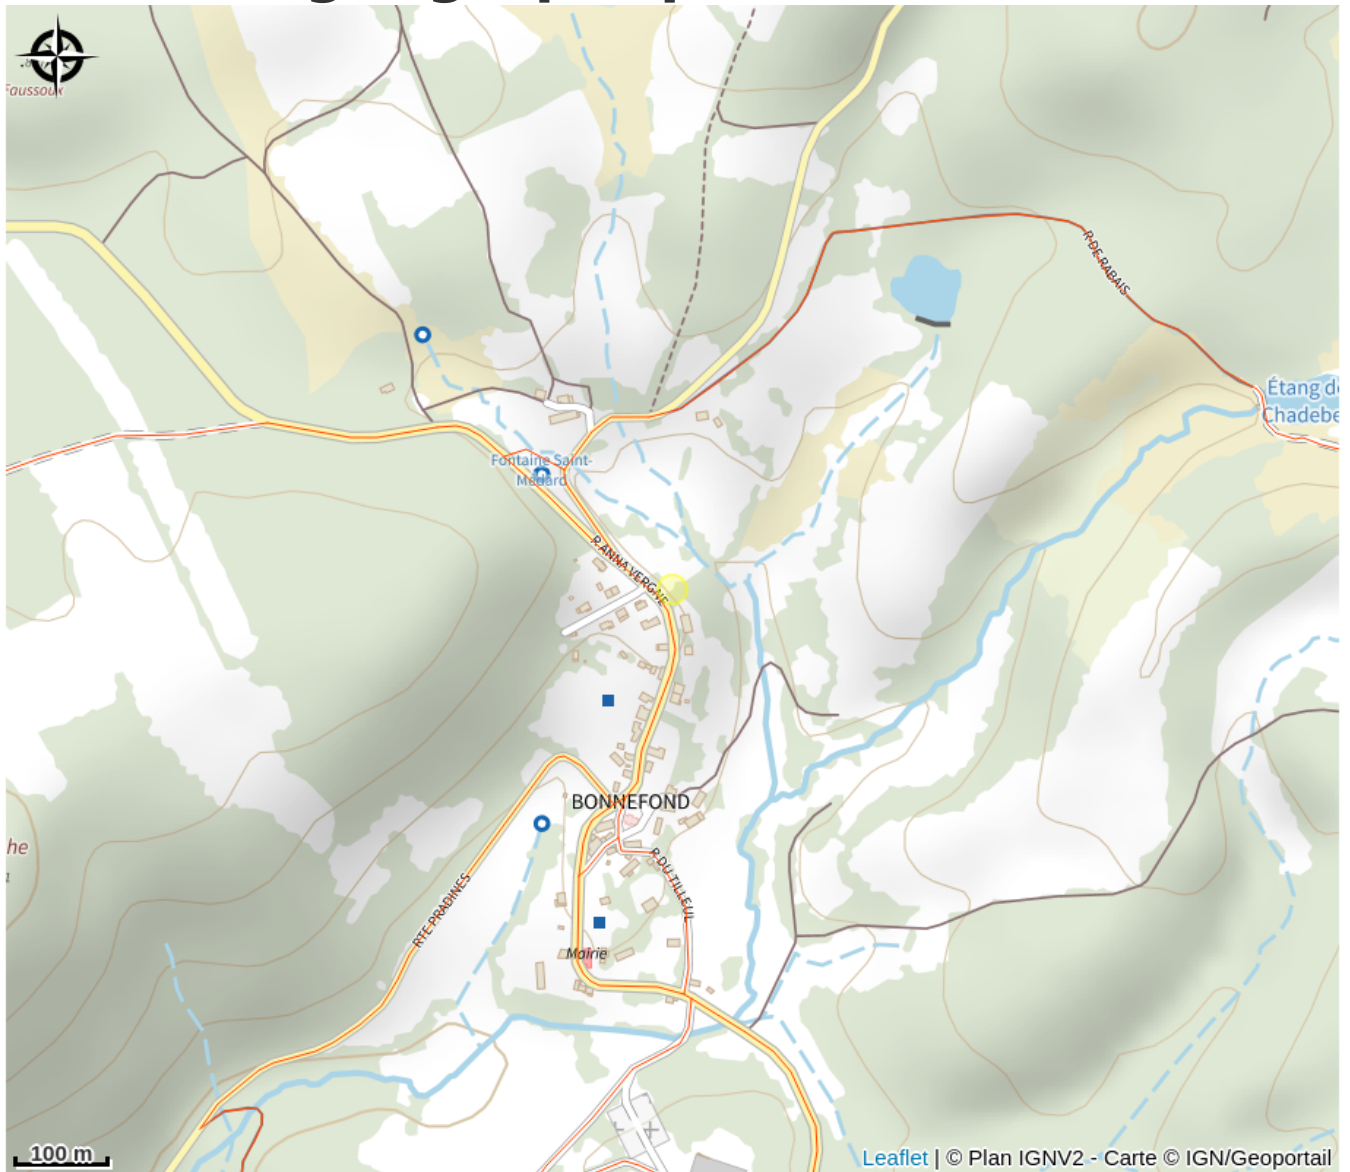 Faussoux
R DE RABAIS
Étang de
Chadebe
Fontaine Saint-
Médard
R ANNA VERGNE
BONNEFOND
he
R DU TILLEUL
RTE PRADINES
Mairie
100 m
Leaflet | © Plan IGNV2 - Carte © IGN/Geoportail